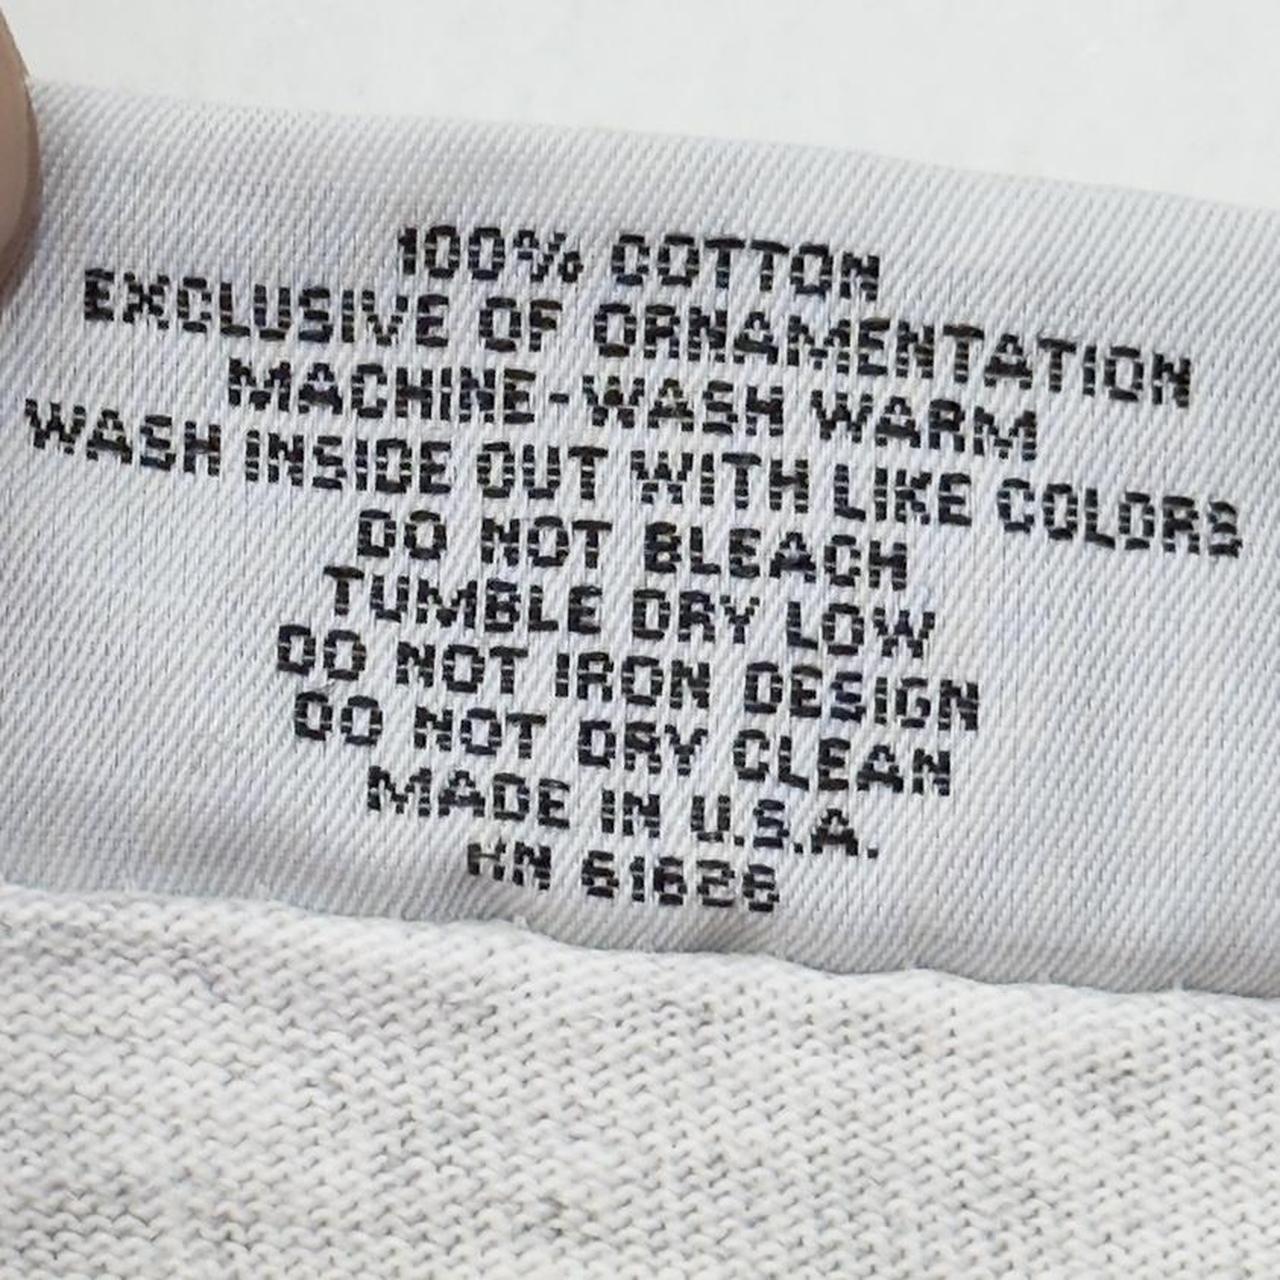 100% COTTON
EXCLUSIVE OF ORNAMENTATION
MACHINE-WASH WARM
WASH INSIDE OUT WITH LIKE COLORS
DO NOT BLEACH
TUMBLE DRY LOW
DO NOT IRON DESIGN
DO NOT DRY CLEAN
MADE IN U.S.A.
RN 61626